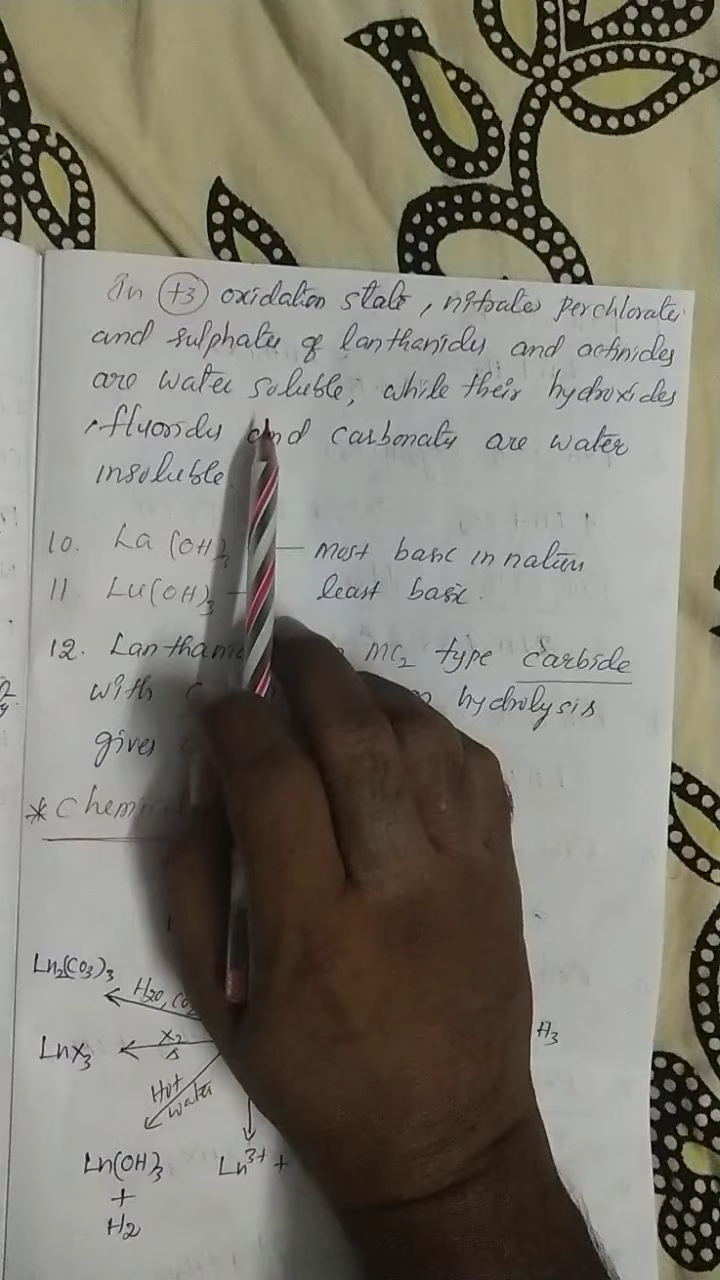 In +3 oxidation state, nitrates perchlorates
and sulphates of lanthanides and actinides
are water soluble, while their hydroxides
, fluorides and carbonates are water
insoluble
10. La(OH)3 — most basic in nature
11 Lu(OH)3 — least basic.
12. MC2 type carbide
with hydrolysis
gives
*
Ln2(CO3)3 H2O, CO2
LnX3 X2 Δ H3
Hot
water
Ln(OH)3 Ln3+ +
+
H2